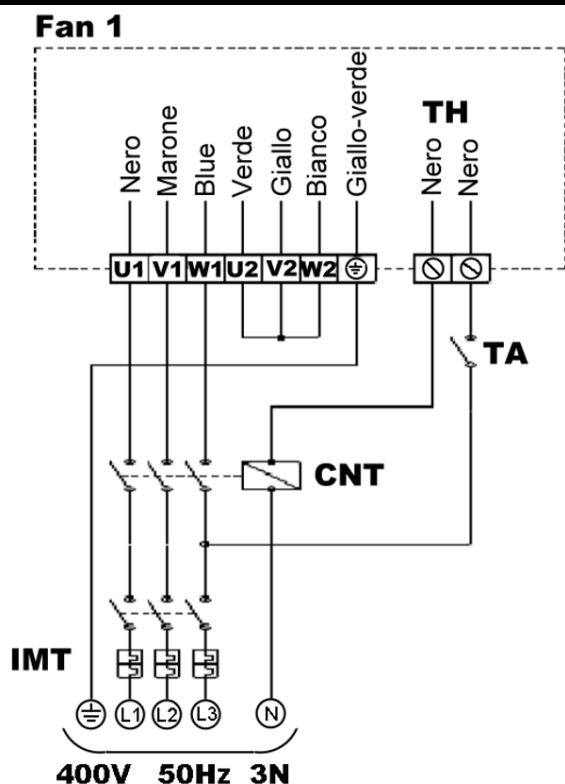 Fan 1
Nero
Marone
Blue
Verde
Giallo
Bianco
Giallo-verde
TH
Nero
Nero
U1 V1 W1 U2 V2 W2
TA
CNT
IMT
L1 L2 L3 N
400V 50Hz 3N